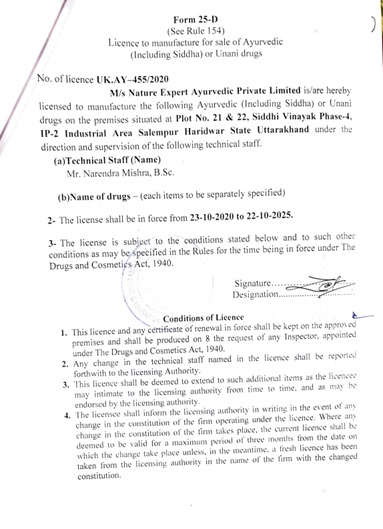 Form 25-D
(See Rule 154)
Licence to manufacture for sale of Ayurvedic
(Including Siddha) or Unani drugs
No. of licence UK.AY-455/2020
M/s Nature Expert Ayurvedic Private Limited is/are hereby
licensed to manufacture the following Ayurvedic (Including Siddha) or Unani
drugs on the premises situated at Plot No. 21 & 22, Siddhi Vinayak Phase-4,
IP-2 Industrial Area Salempur Haridwar State Uttarakhand under the
direction and supervision of the following technical staff.
(a)Technical Staff (Name)
Mr. Narendra Mishra, B.Sc.
(b)Name of drugs – (each items to be separately specified)
2- The license shall be in force from 23-10-2020 to 22-10-2025.
3- The license is subject to the conditions stated below and to such other
conditions as may be specified in the Rules for the time being in force under The
Drugs and Cosmetics Act, 1940.
Signature..............................
Designation..............................
Conditions of Licence
1. This licence and any certificate of renewal in force shall be kept on the approved
premises and shall be produced on 8 the request of any Inspector, appointed
under The Drugs and Cosmetics Act, 1940.
2. Any change in the technical staff named in the licence shall be reported
forthwith to the licensing Authority.
3. This licence shall be deemed to extend to such additional items as the licencee
may intimate to the licensing authority from time to time, and as may be
endorsed by the licensing authority.
4. The licensee shall inform the licensing authority in writing in the event of any
change in the constitution of the firm operating under the licence. Where any
change in the constitution of the firm takes place, the current licence shall be
deemed to be valid for a maximum period of three months from the date on
which the change take place unless, in the meantime, a fresh licence has been
taken from the licensing authority in the name of the firm with the changed
constitution.